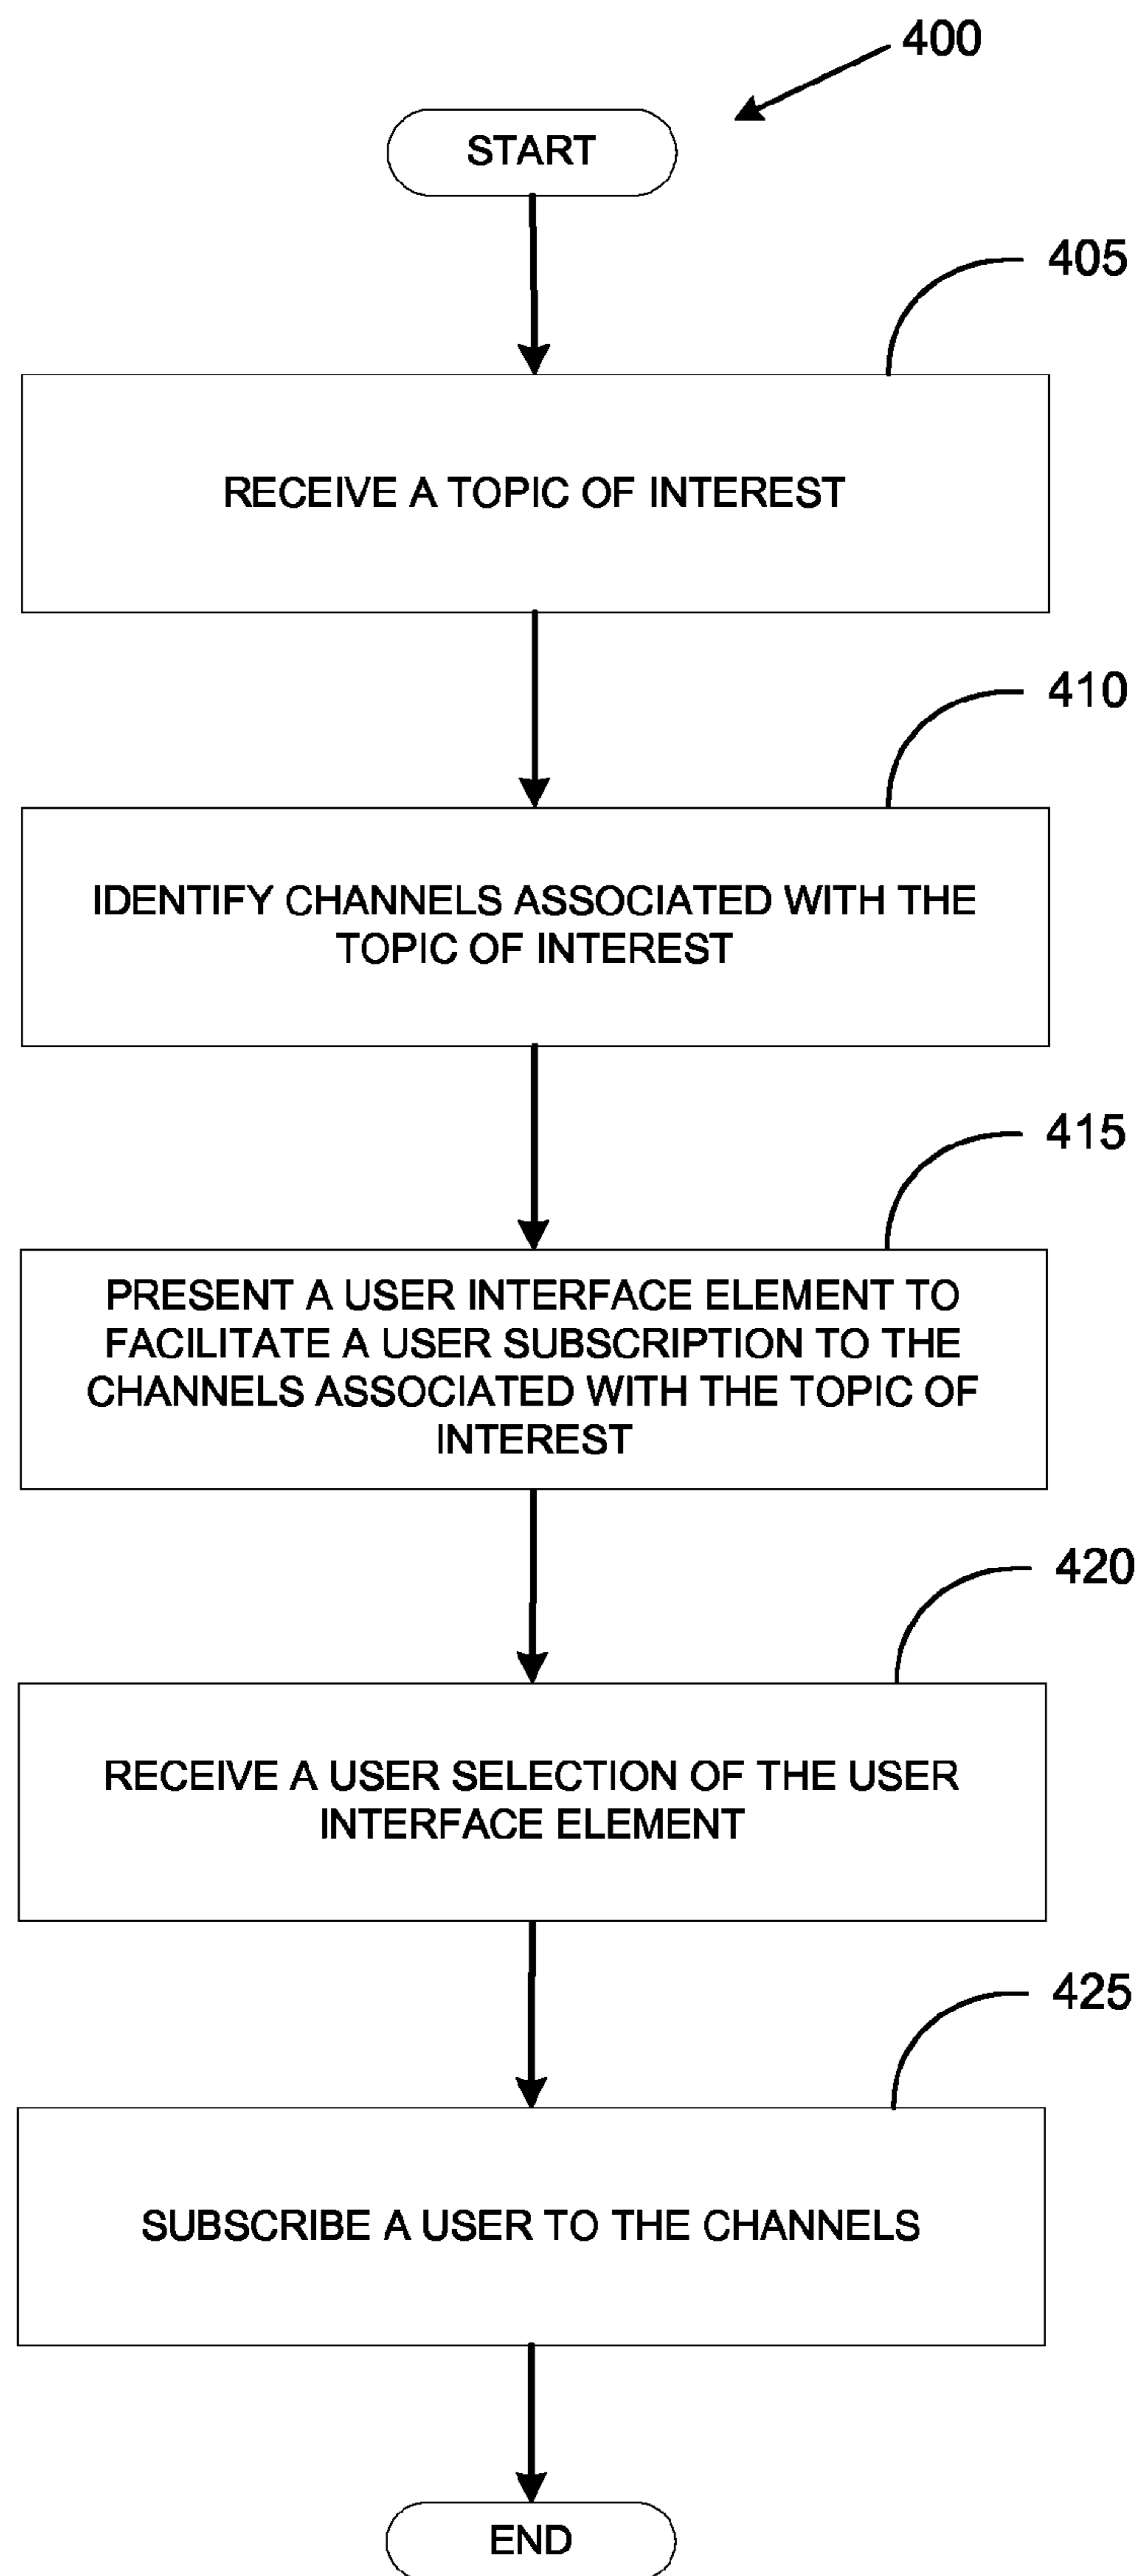 400
START
405
RECEIVE A TOPIC OF INTEREST
410
IDENTIFY CHANNELS ASSOCIATED WITH THE
TOPIC OF INTEREST
415
PRESENT A USER INTERFACE ELEMENT TO
FACILITATE A USER SUBSCRIPTION TO THE
CHANNELS ASSOCIATED WITH THE TOPIC OF
INTEREST
420
RECEIVE A USER SELECTION OF THE USER
INTERFACE ELEMENT
425
SUBSCRIBE A USER TO THE CHANNELS
END